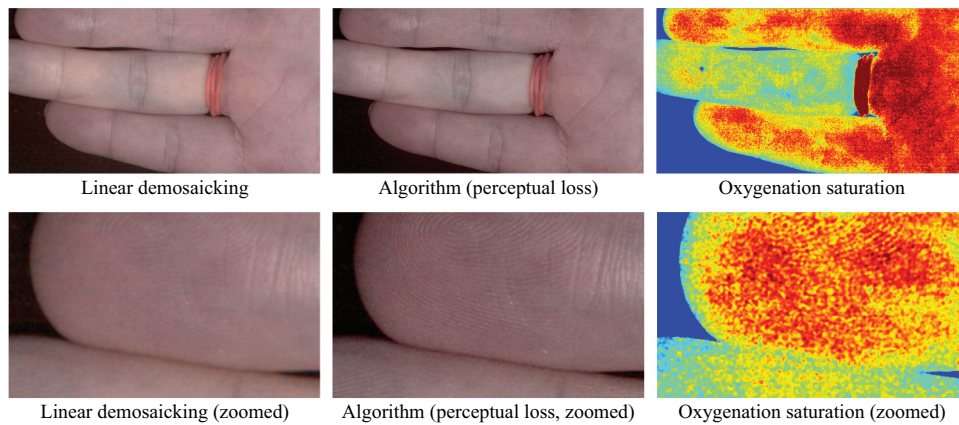 Linear demosaicking
Algorithm (perceptual loss)
Oxygenation saturation
Linear demosaicking (zoomed)
Algorithm (perceptual loss, zoomed)
Oxygenation saturation (zoomed)